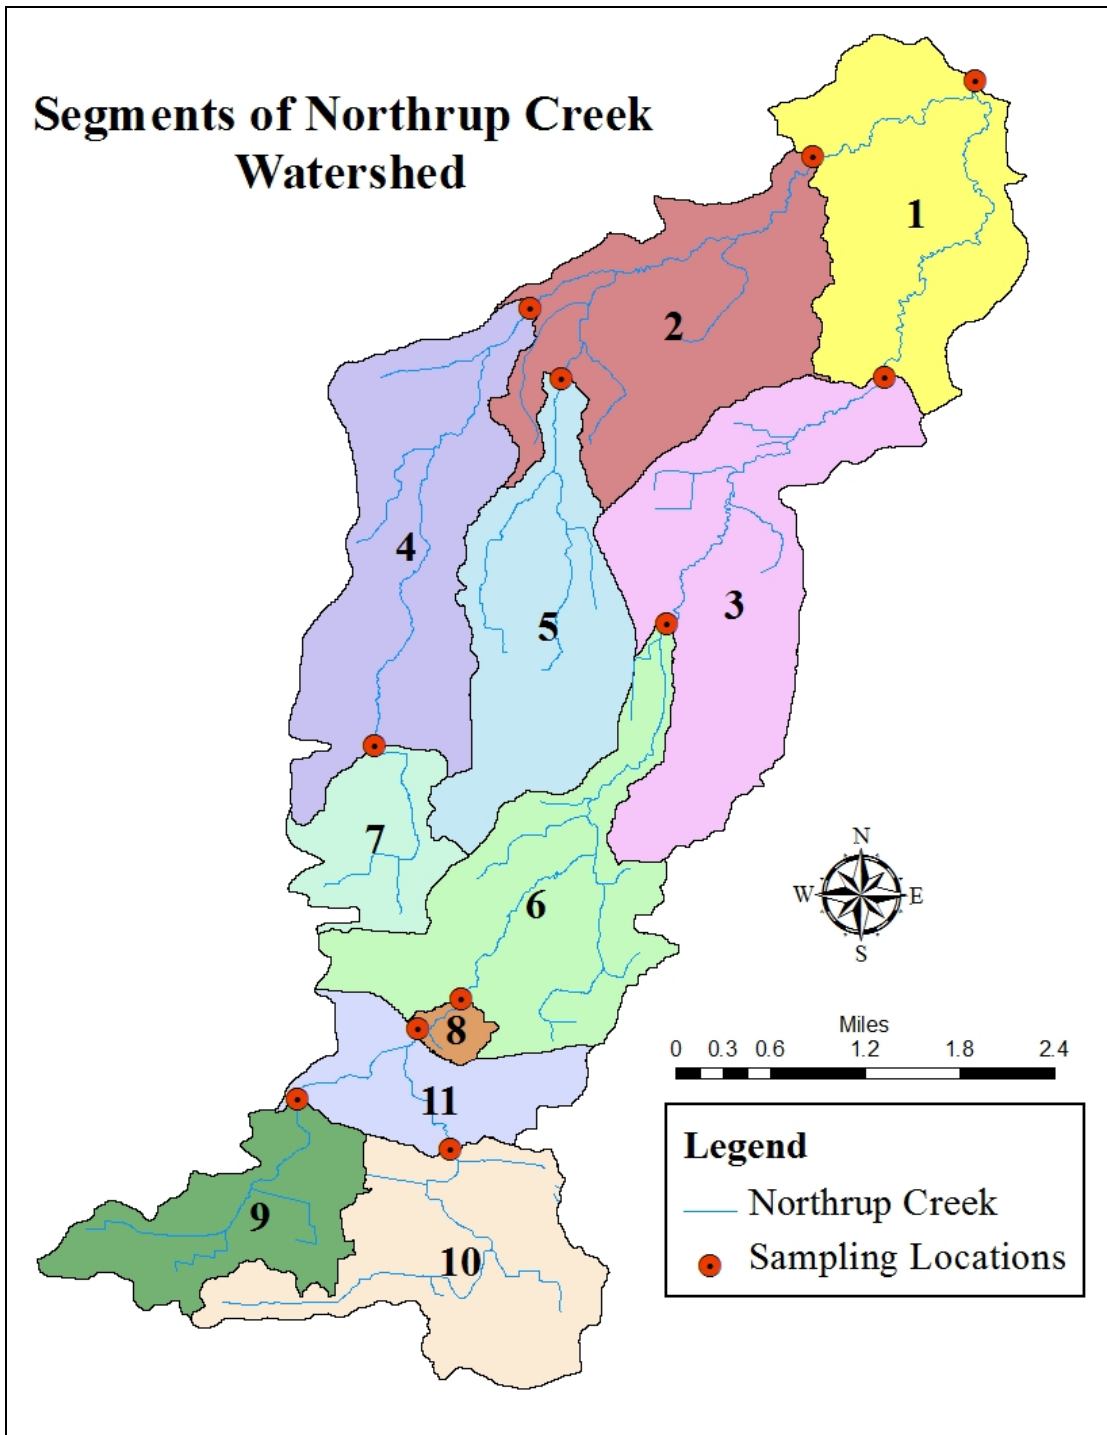 Segments of Northrup Creek
Watershed
1
2
3
4
5
6
7
8
9
10
11
N
W E
S
Miles
0 0.3 0.6 1.2 1.8 2.4
Legend
Northrup Creek
Sampling Locations